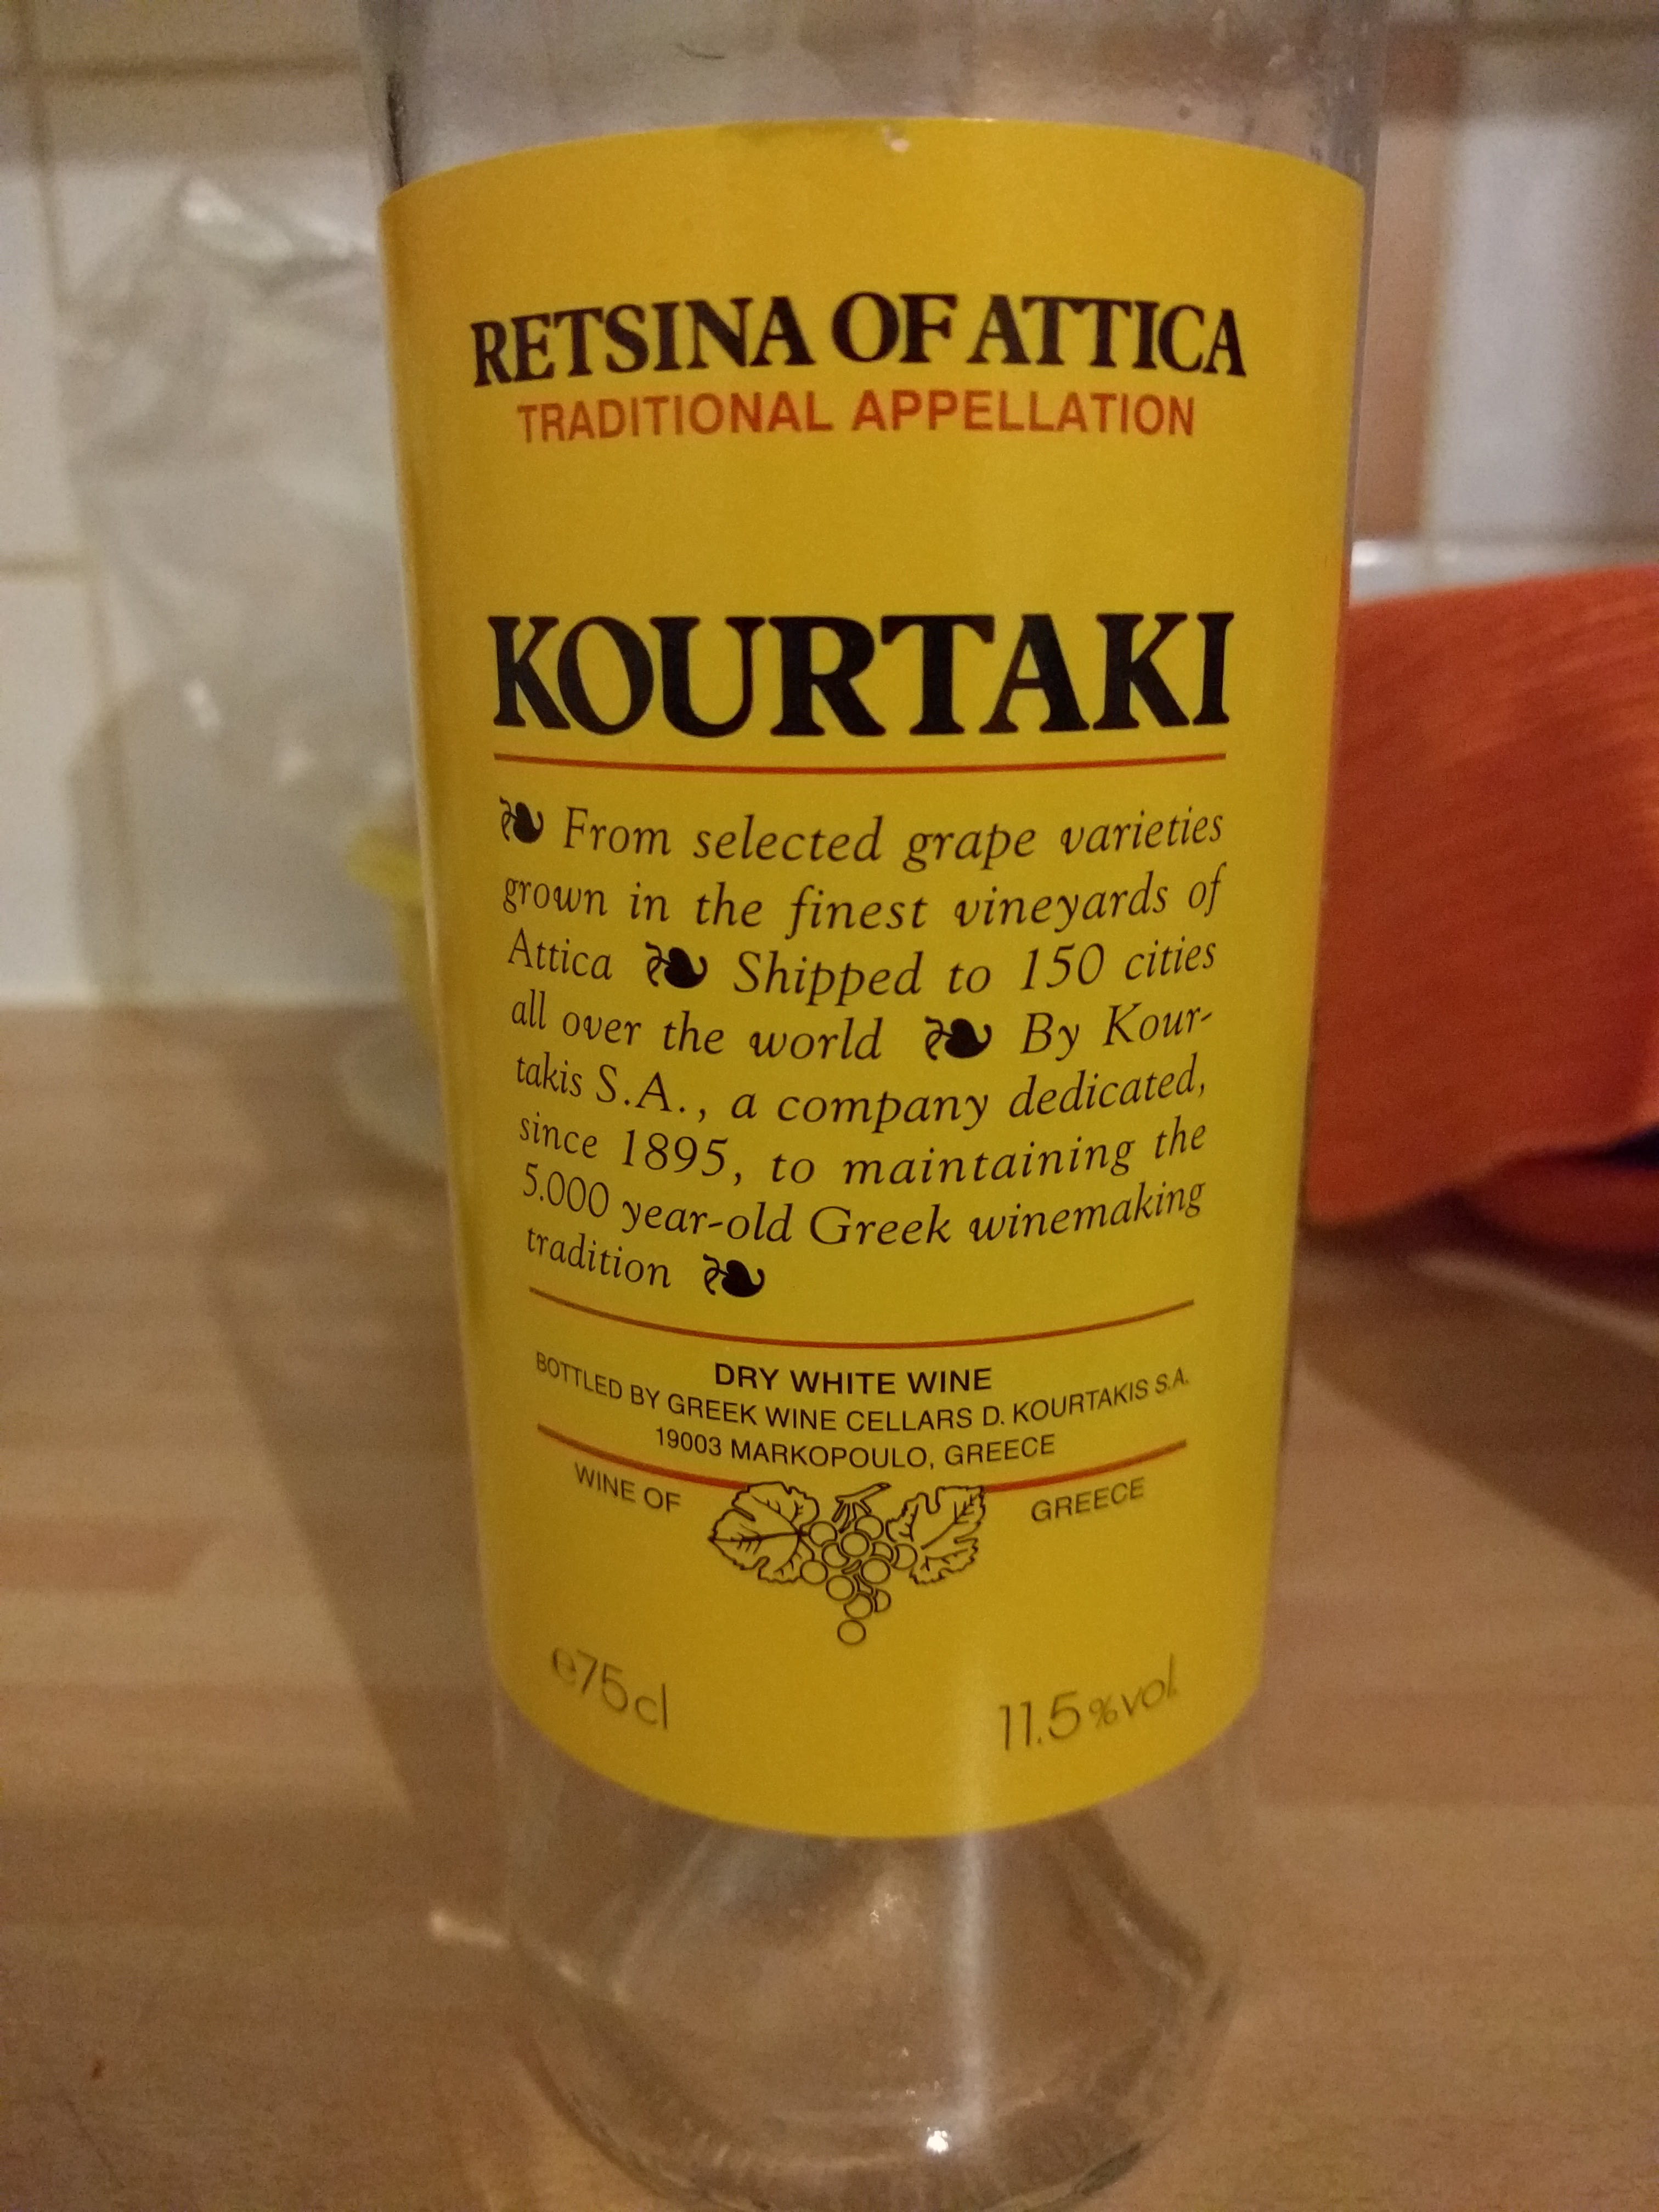 RETSINA OF ATTICA
TRADITIONAL APPELLATION
KOURTAKI
❧ From selected grape varieties
grown in the finest vineyards of
Attica ❧ Shipped to 150 cities
all over the world ❧ By Kour-
takis S.A., a company dedicated,
since 1895, to maintaining the
5.000 year-old Greek winemaking
tradition ❧
DRY WHITE WINE
BOTTLED BY GREEK WINE CELLARS D. KOURTAKIS S.A.
19003 MARKOPOULO, GREECE
WINE OF GREECE
e75cl 11.5%vol.